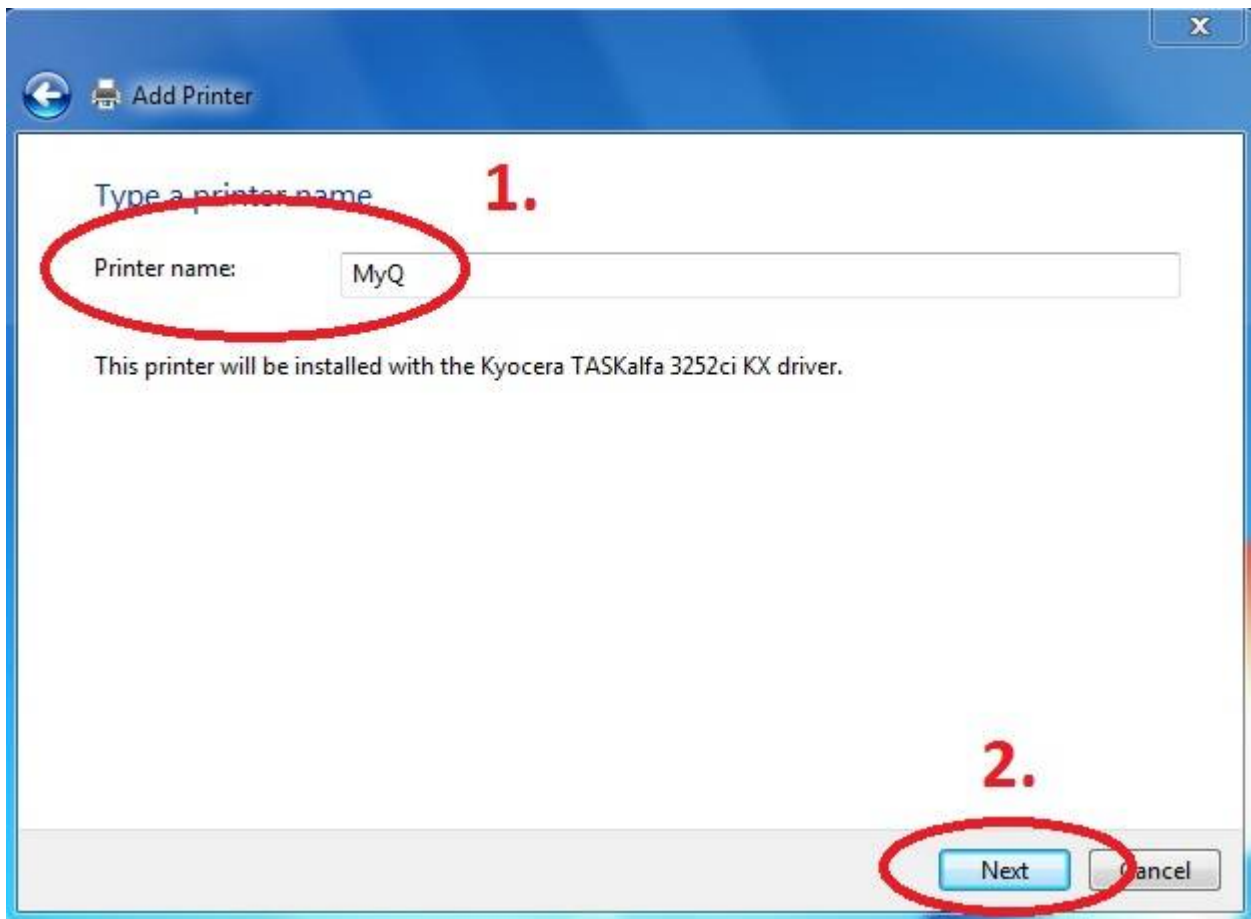 X
Add Printer
Type a printer name
1.
Printer name: MyQ
This printer will be installed with the Kyocera TASKalfa 3252ci KX driver.
2.
Next Cancel